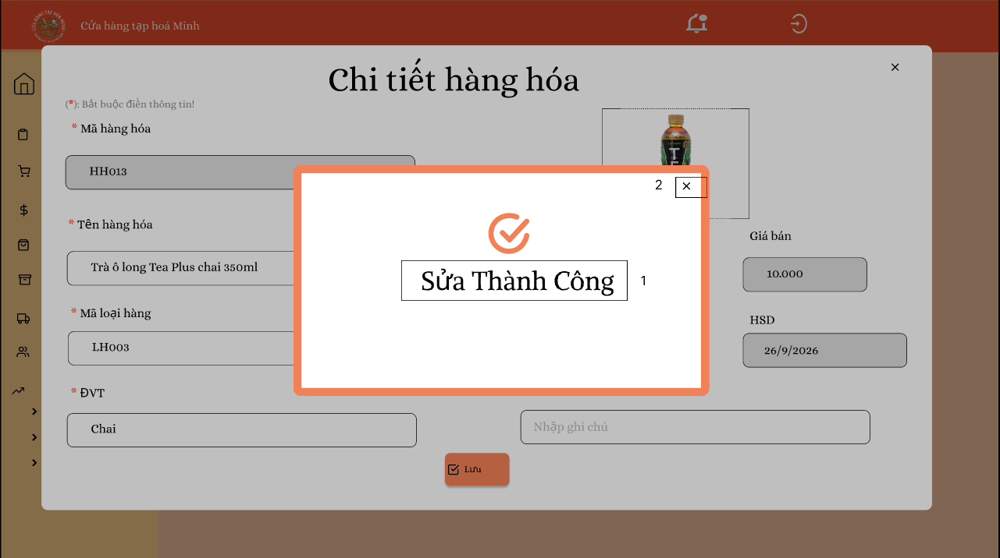 Cửa hàng tạp hoá Minh
Chi tiết hàng hóa
(*): Bắt buộc điền thông tin!
* Mã hàng hóa
HH013
2
* Tên hàng hóa
Giá bán
Trà ô long Tea Plus chai 350ml
10.000
Sửa Thành Công
1
* Mã loại hàng
HSD
LH003
26/9/2026
* ĐVT
Chai
Nhập ghi chú
Lưu